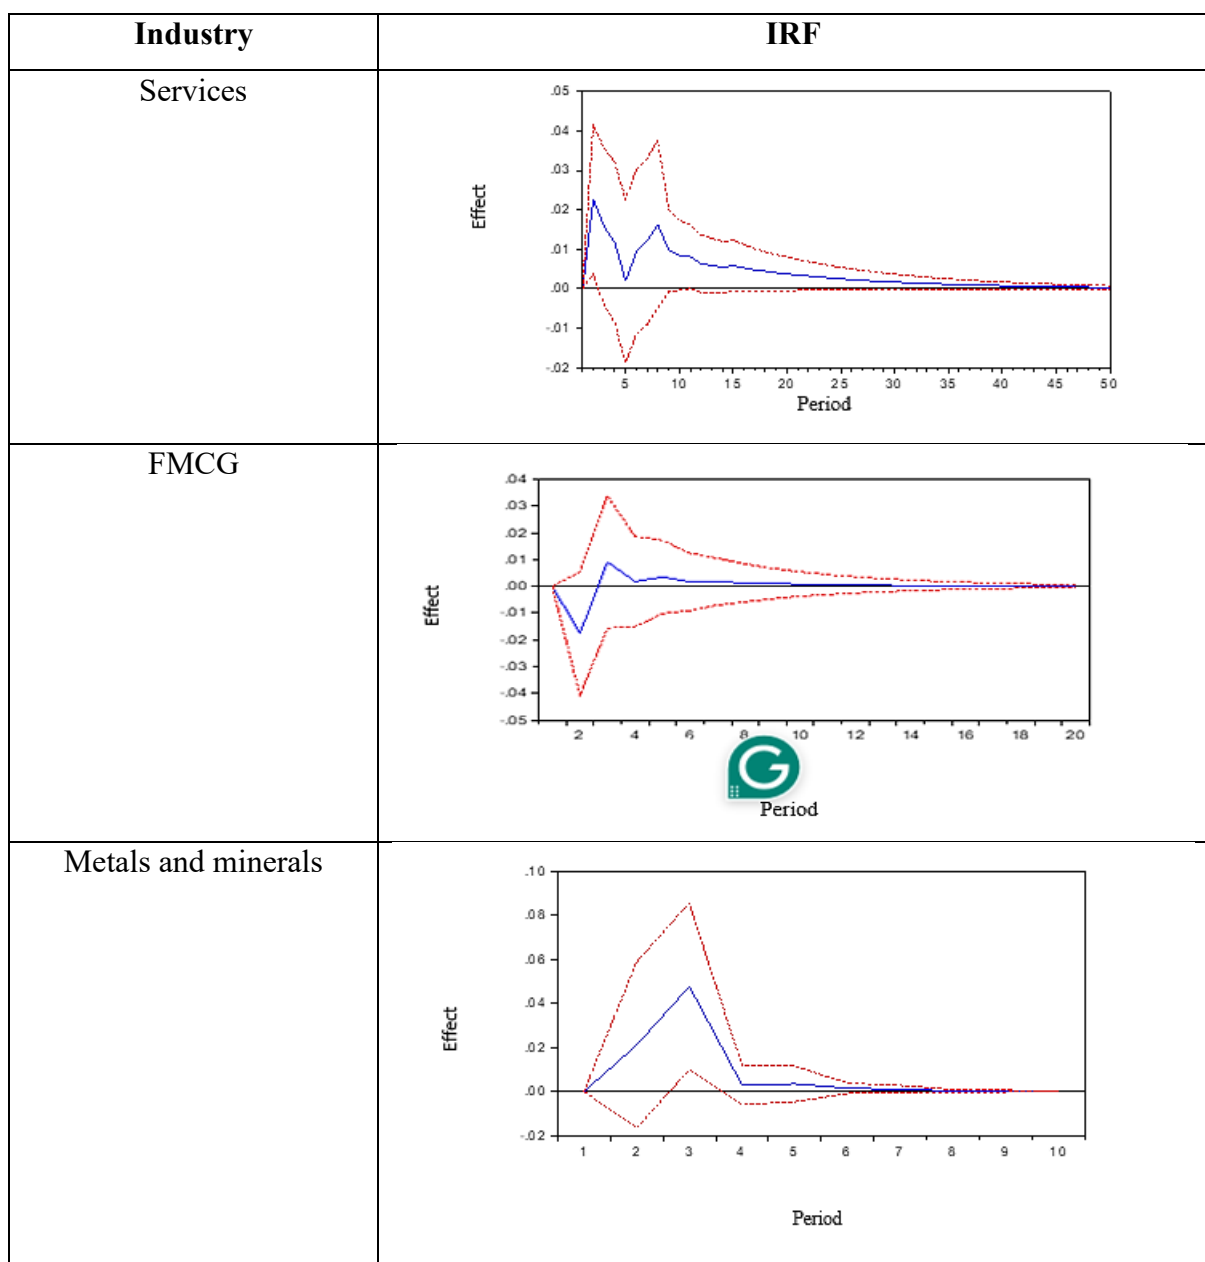 Industry IRF
Services
.05
.04
.03
.02
.01
.00
-.01
-.02
Effect
5 10 15 20 25 30 35 40 45 50
Period
FMCG
.04
.03
.02
.01
.00
-.01
-.02
-.03
-.04
-.05
Effect
2 4 6 8 10 12 14 16 18 20
G
Period
Metals and minerals
.10
.08
.06
.04
.02
.00
-.02
Effect
1 2 3 4 5 6 7 8 9 10
Period